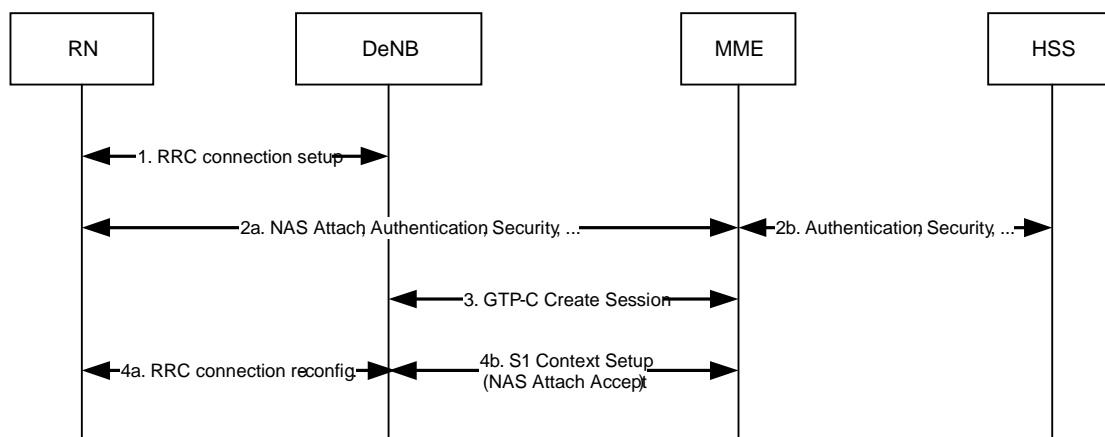 RN
DeNB
MME
HSS
1. RRC connection setup
2a. NAS Attach, Authentication, Security, ...
2b. Authentication, Security, ...
3. GTP-C Create Session
4a. RRC connection reconfig.
4b. S1 Context Setup
(NAS Attach Accept)